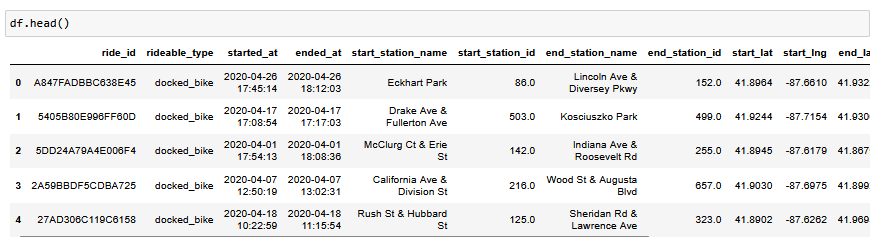 df.head()
ride_id rideable_type started_at ended_at start_station_name start_station_id end_station_name end_station_id start_lat start_lng end_la
0 A847FADBBC638E45 docked_bike 2020-04-26 17:45:14 2020-04-26 18:12:03 Eckhart Park 86.0 Lincoln Ave & Diversey Pkwy 152.0 41.8964 -87.6610 41.932
1 5405B80E996FF60D docked_bike 2020-04-17 17:08:54 2020-04-17 17:17:03 Drake Ave & Fullerton Ave 503.0 Kosciuszko Park 499.0 41.9244 -87.7154 41.930
2 5DD24A79A4E006F4 docked_bike 2020-04-01 17:54:13 2020-04-01 18:08:36 McClurg Ct & Erie St 142.0 Indiana Ave & Roosevelt Rd 255.0 41.8945 -87.6179 41.867
3 2A59BBDF5CDBA725 docked_bike 2020-04-07 12:50:19 2020-04-07 13:02:31 California Ave & Division St 216.0 Wood St & Augusta Blvd 657.0 41.9030 -87.6975 41.899
4 27AD306C119C6158 docked_bike 2020-04-18 10:22:59 2020-04-18 11:15:54 Rush St & Hubbard St 125.0 Sheridan Rd & Lawrence Ave 323.0 41.8902 -87.6262 41.969